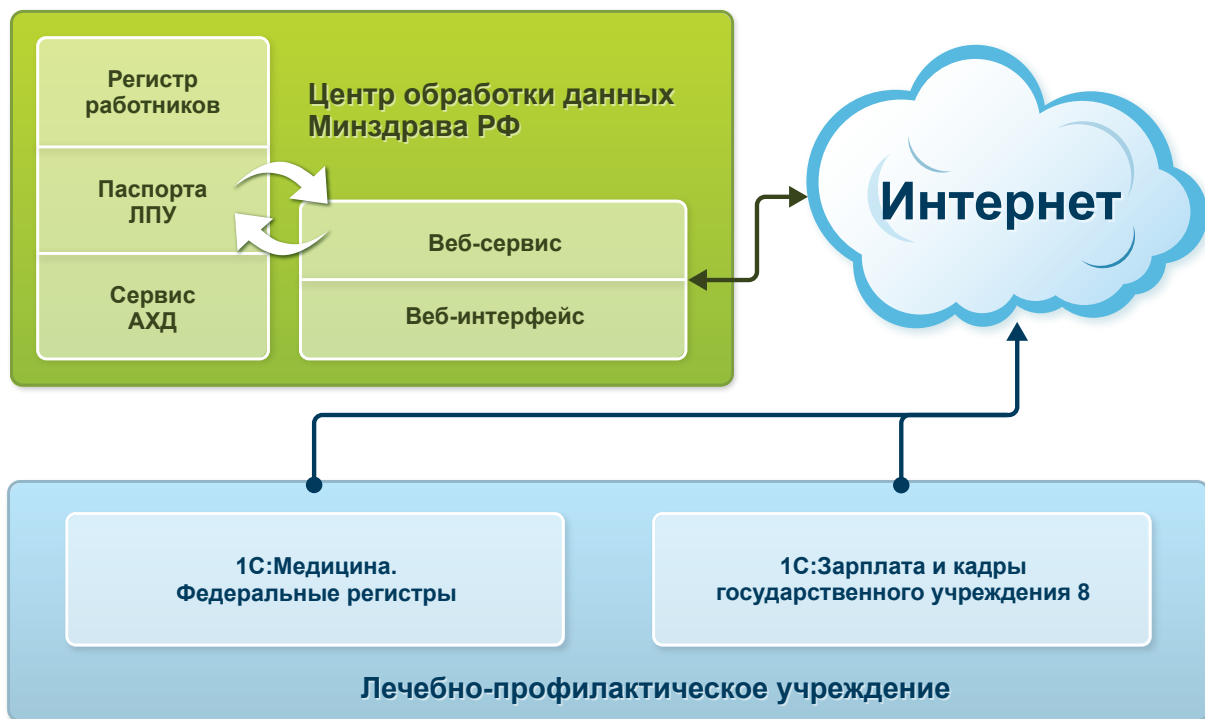 Регистр
работников
Паспорта
ЛПУ
Сервис
АХД
Центр обработки данных
Минздрава РФ
Веб-сервис
Веб-интерфейс
Интернет
1С:Медицина.
Федеральные регистры
1С:Зарплата и кадры
государственного учреждения 8
Лечебно-профилактическое учреждение